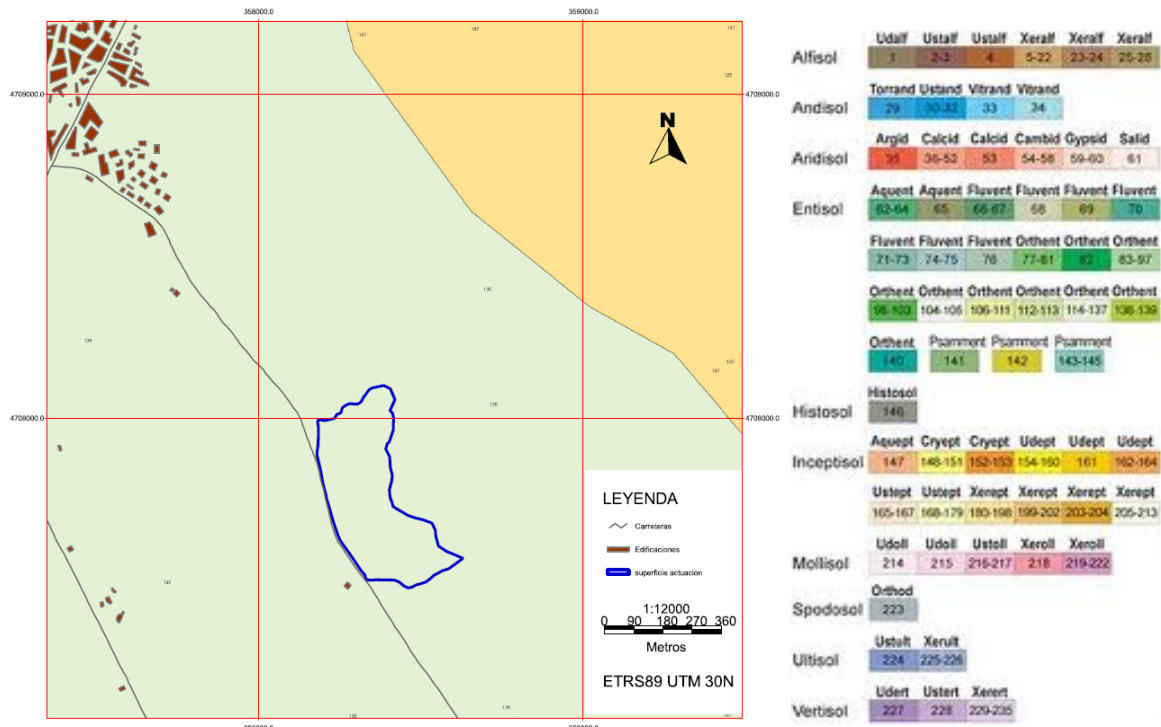 358000.0 359000.0
4709000.0 4709000.0
N
135
135
135
135
4708000.0 4708000.0
LEYENDA
Carreteras
Edificaciones
superficie actuacion
1:12000
0 90 180 270 360
Metros
ETRS89 UTM 30N
135
135
Udalf Ustalf Ustalf Xeralf Xeralf Xeralf
Alfisol 1 2-3 4 5-22 23-24 25-28
Torrand Ustand Vitrand Vitrand
Andisol 29 30-32 33 34
Argid Calcid Calcid Cambid Gypsid Salid
Aridisol 35 36-52 53 54-58 59-60 61
Aquent Aquent Fluvent Fluvent Fluvent Fluvent
Entisol 62-64 65 66-67 68 69 70
Fluvent Fluvent Fluvent Orthent Orthent Orthent
71-73 74-75 76 77-81 82 83-97
Orthent Orthent Orthent Orthent Orthent Orthent
98-103 104-105 106-111 112-113 114-137 138-139
Orthent Psamment Psamment Psamment
140 141 142 143-145
Histosol
Histosol 146
Aquept Cryept Cryept Udept Udept Udept
Inceptisol 147 148-151 152-153 154-160 161 162-164
Ustept Ustept Xerept Xerept Xerept Xerept
165-167 168-179 180-198 199-202 203-204 205-213
Udoll Udoll Ustoll Xeroll Xeroll
Mollisol 214 215 216-217 218 219-222
Orthod
Spodosol 223
Ustult Xerult
Ultisol 224 225-226
Udert Ustert Xerert
Vertisol 227 228 229-235